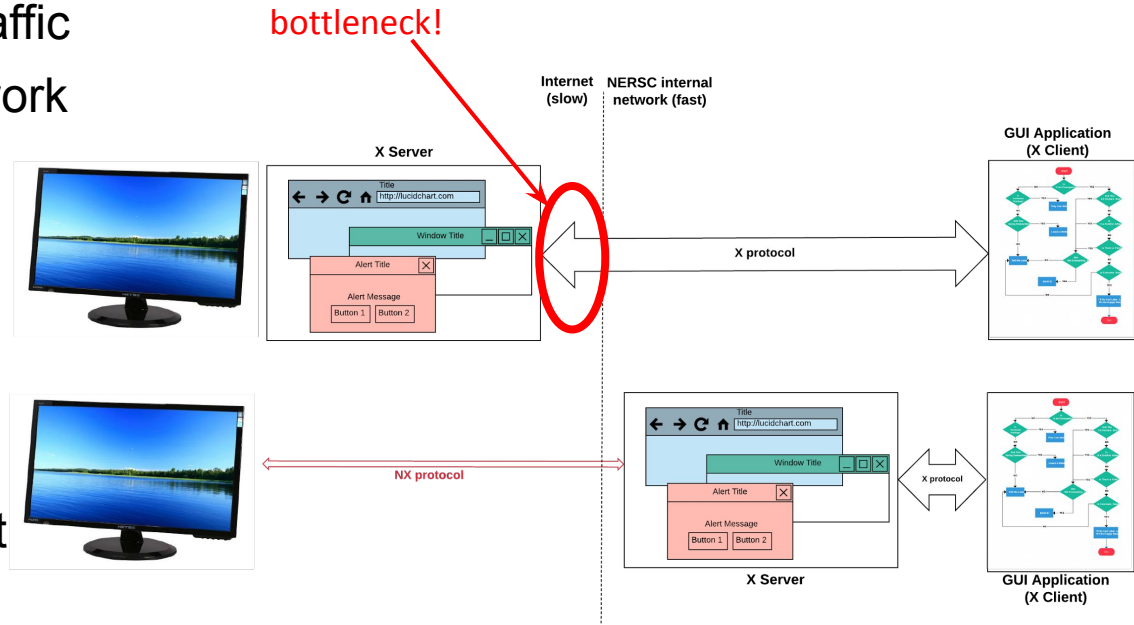 affic
ork
bottleneck!
Internet
(slow)
NERSC internal
network (fast)
X Server
Title
http://lucidchart.com
Window Title
Alert Title
Alert Message
Button 1
Button 2
X protocol
GUI Application
(X Client)
t
NX protocol
Title
http://lucidchart.com
Window Title
Alert Title
Alert Message
Button 1
Button 2
X Server
X protocol
GUI Application
(X Client)